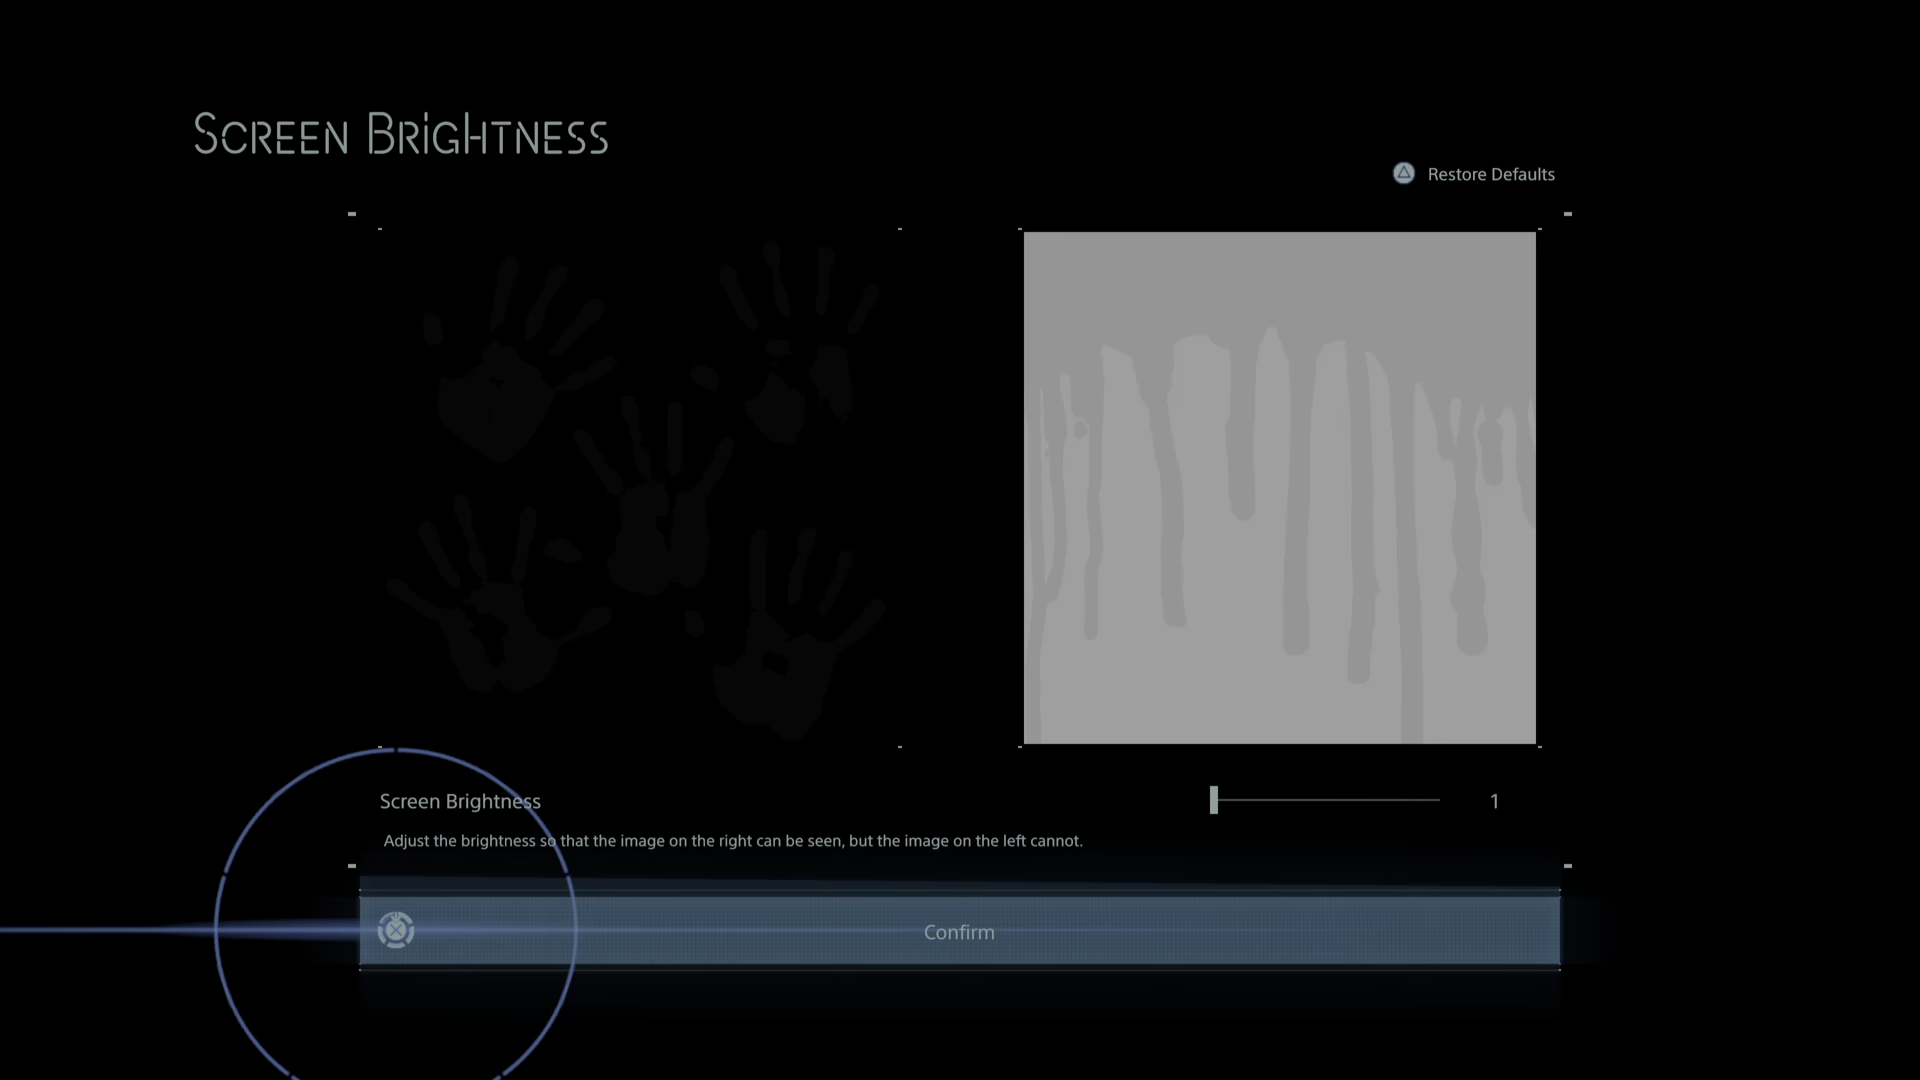 Screen Brightness
Restore Defaults
Screen Brightness
1
Adjust the brightness so that the image on the right can be seen, but the image on the left cannot.
Confirm